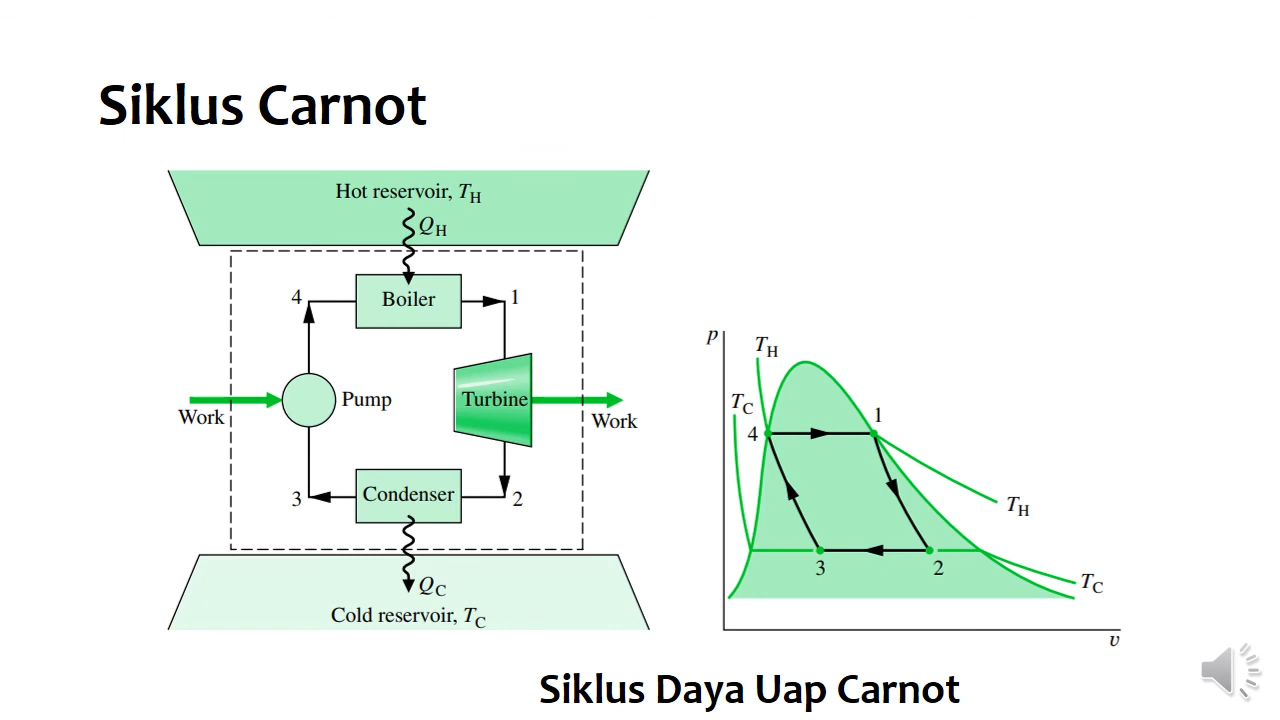 Siklus Carnot
Hot reservoir, TH
QH
4
Boiler
1
Work
Pump
Turbine
Work
3
Condenser
2
QC
Cold reservoir, TC
p
TH
TC
4
1
TH
3
2
TC
v
Siklus Daya Uap Carnot